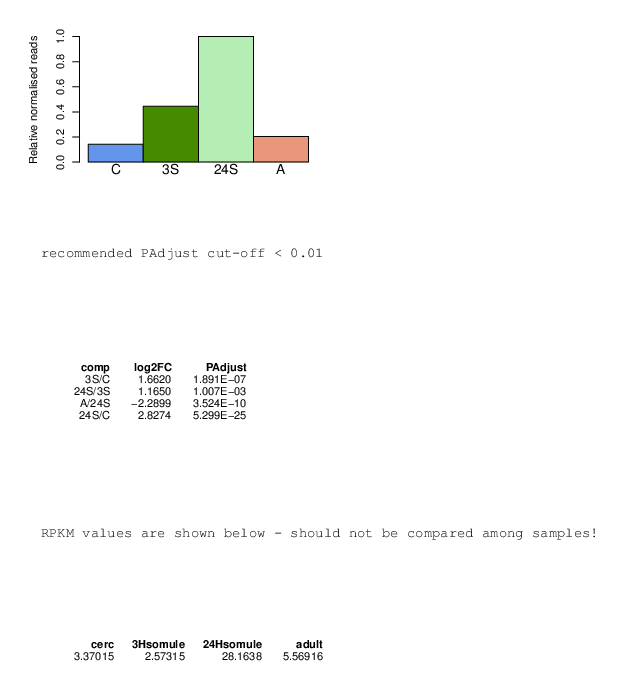 Relative normalised reads
1.0
0.8
0.6
0.4
0.2
0.0
C 3S 24S A
recommended PAdjust cut-off < 0.01
comp log2FC PAdjust
3S/C 1.6620 1.891E−07
24S/3S 1.1650 1.007E−03
A/24S −2.2899 3.524E−10
24S/C 2.8274 5.299E−25
RPKM values are shown below - should not be compared among samples!
cerc 3Hsomule 24Hsomule adult
3.37015 2.57315 28.1638 5.56916